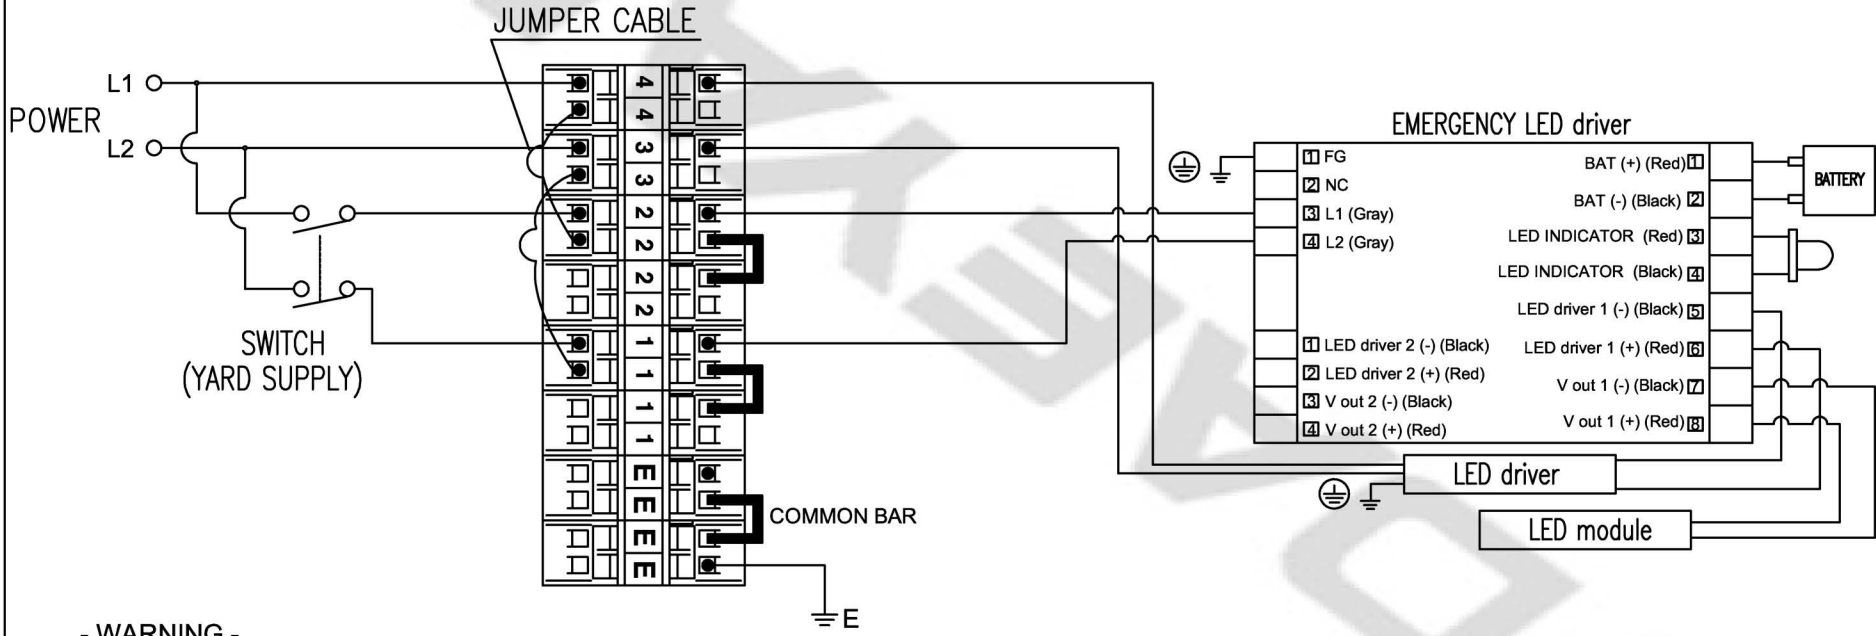 JUMPER CABLE
L1
POWER
L2
SWITCH
(YARD SUPPLY)
4
4
3
3
2
2
2
2
1
1
1
1
E
E
E
E
COMMON BAR
E
EMERGENCY LED driver
1 FG
2 NC
3 L1 (Gray)
4 L2 (Gray)
1 LED driver 2 (-) (Black)
2 LED driver 2 (+) (Red)
3 V out 2 (-) (Black)
4 V out 2 (+) (Red)
BAT (+) (Red) 1
BAT (-) (Black) 2
LED INDICATOR (Red) 3
LED INDICATOR (Black) 4
LED driver 1 (-) (Black) 5
LED driver 1 (+) (Red) 6
V out 1 (-) (Black) 7
V out 1 (+) (Red) 8
BATTERY
LED driver
LED module
- WARNING -